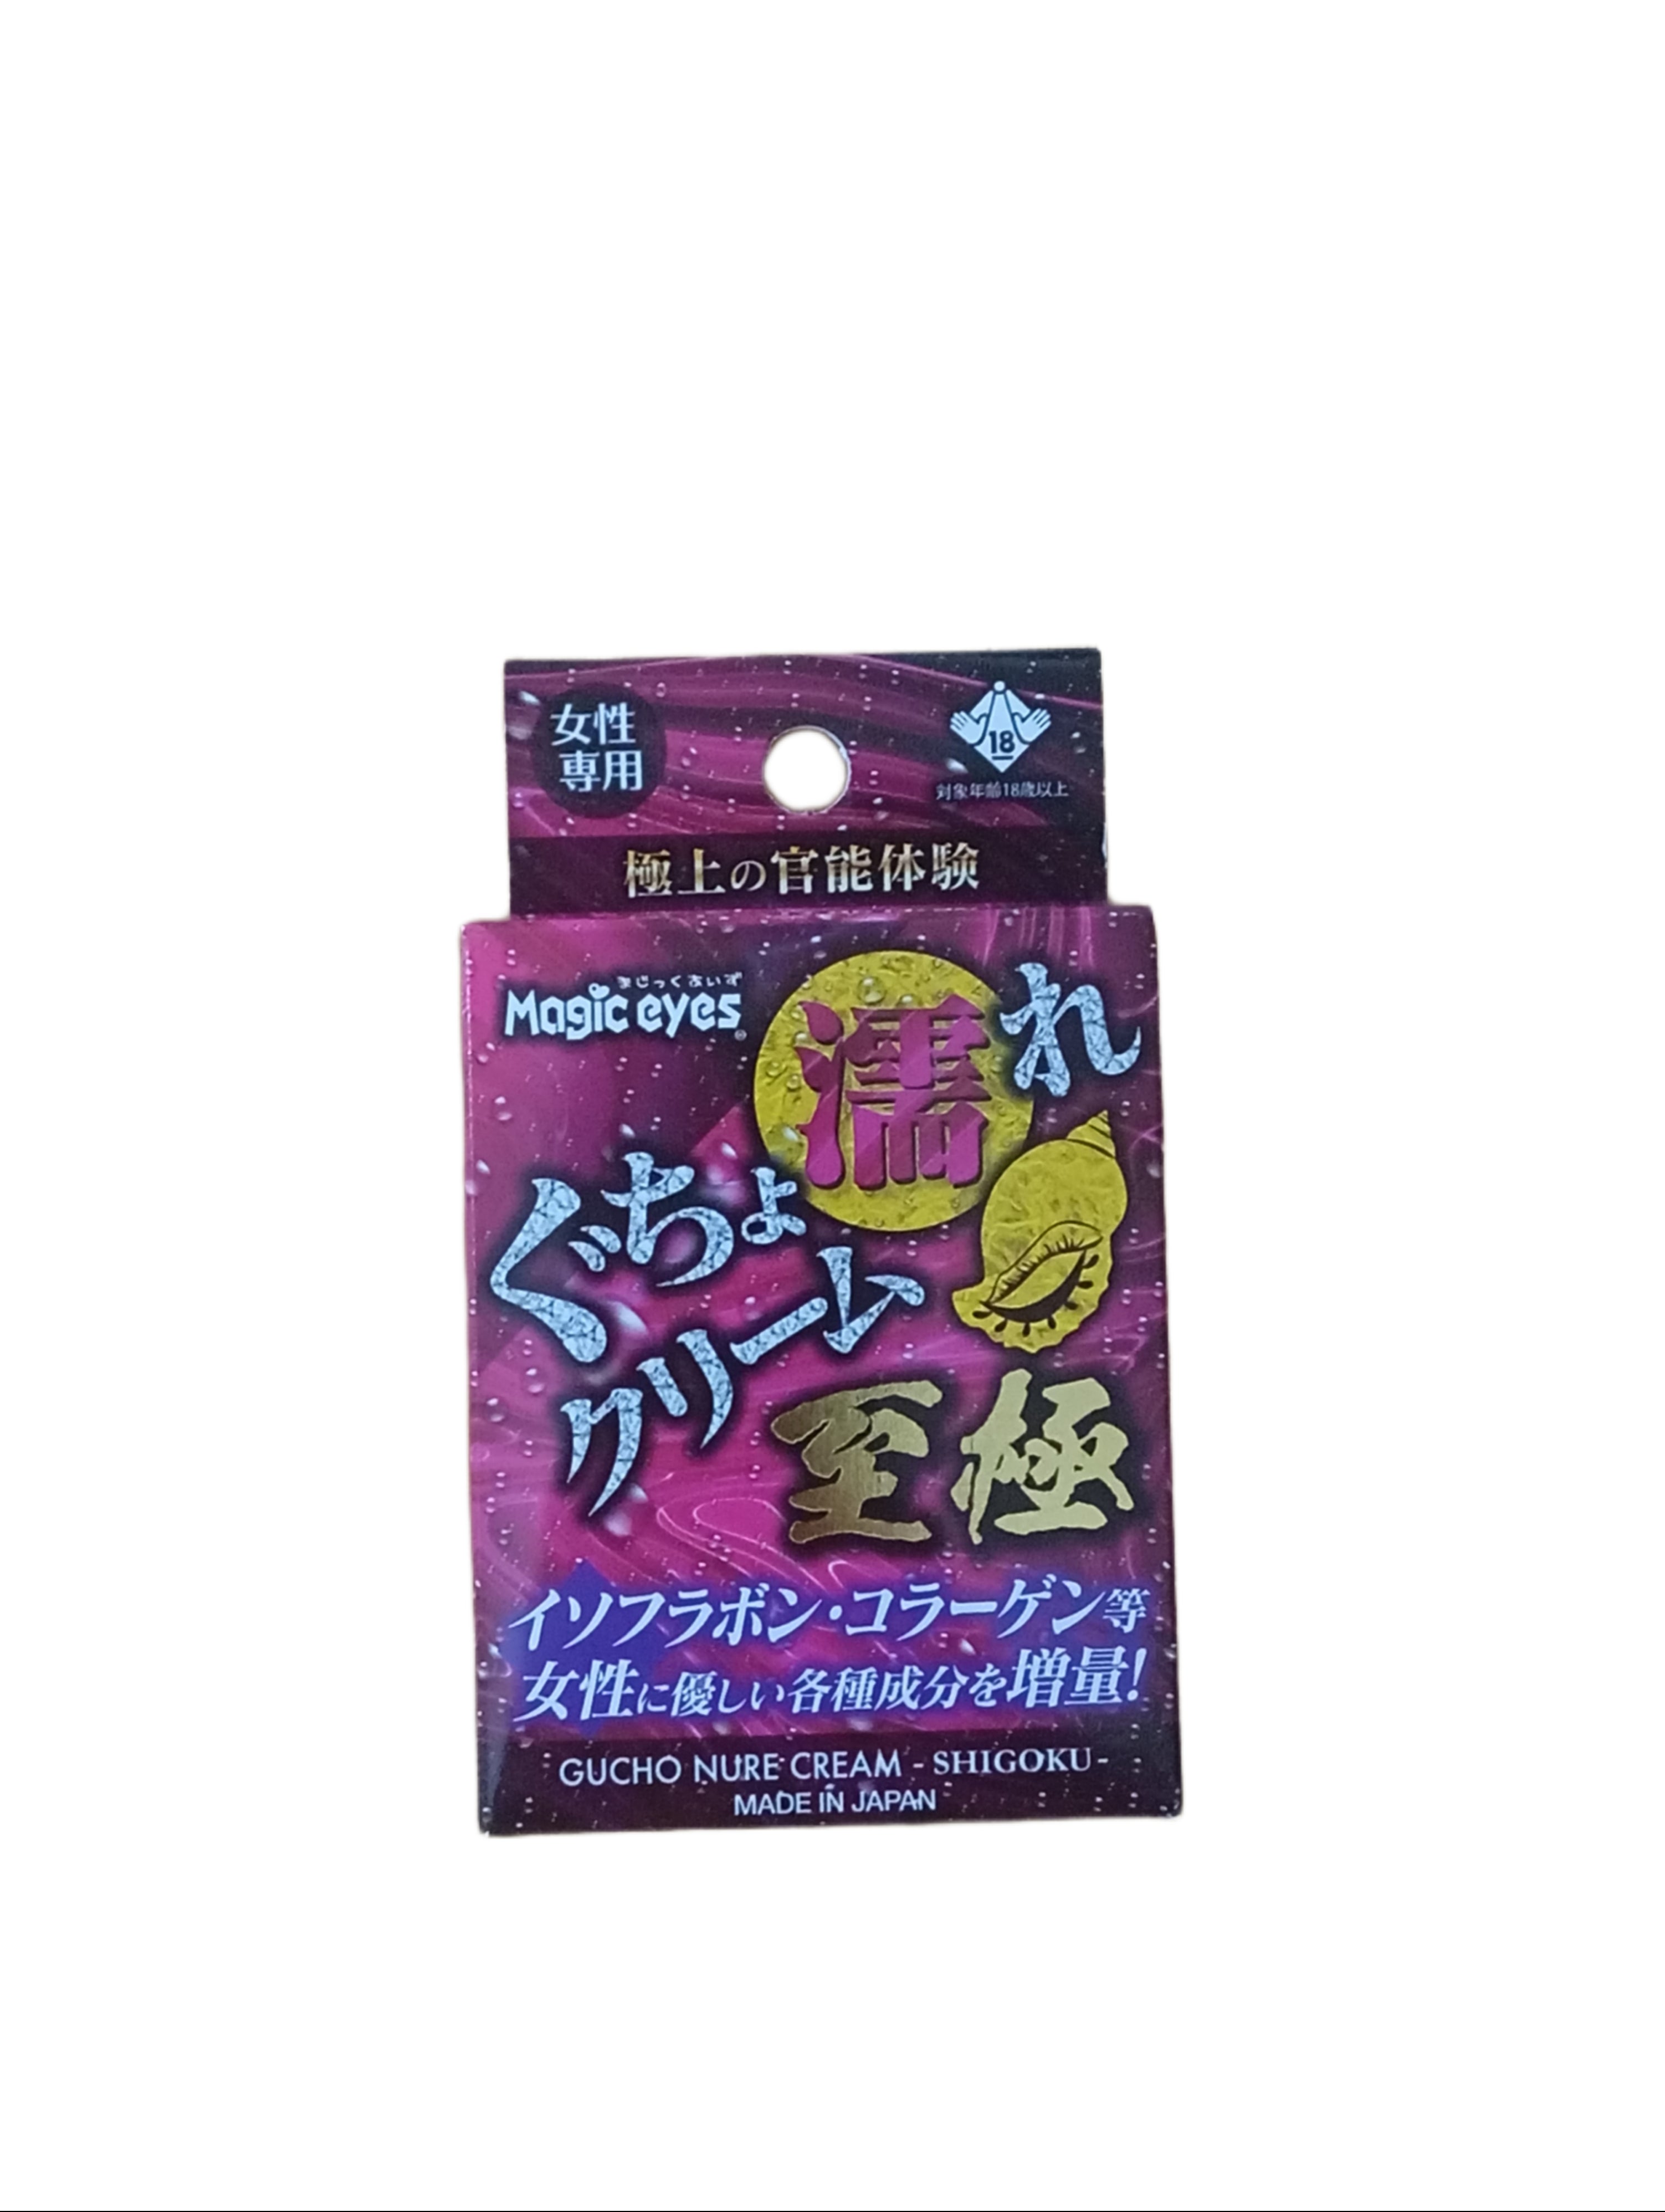 女性
専用
18
対象年齢18歳以上
極上の官能体験
まじっくあいず
Magic eyes
濡れ
ぐちょ
クリーム
至極
イソフラボン・コラーゲン等
女性に優しい各種成分を増量!
GUCHO NURE CREAM - SHIGOKU -
MADE IN JAPAN